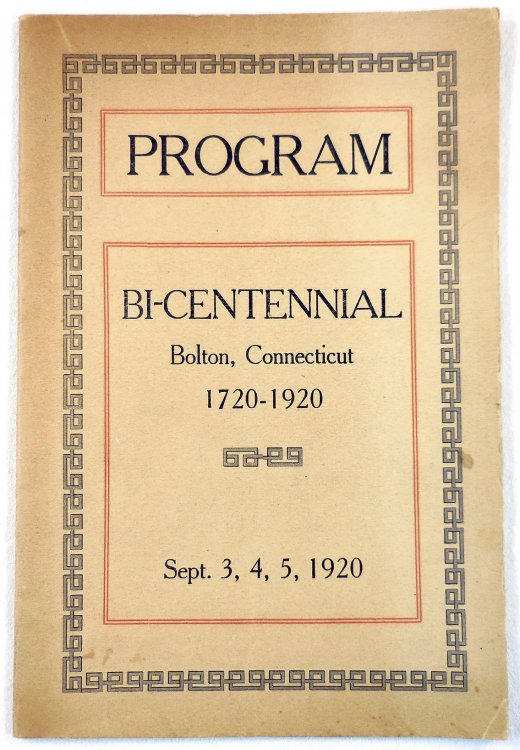 PROGRAM
BI-CENTENNIAL
Bolton, Connecticut
1720-1920
Sept. 3, 4, 5, 1920